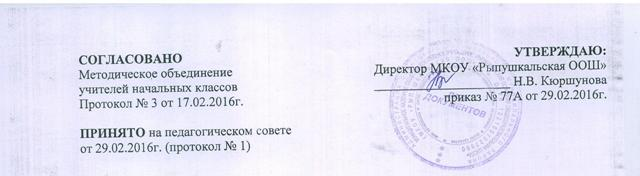 СОГЛАСОВАНО
Методическое объединение
учителей начальных классов
Протокол № 3 от 17.02.2016г.
ПРИНЯТО на педагогическом совете
от 29.02.2016г. (протокол № 1)
УТВЕРЖДАЮ:
Директор МКОУ «Рыпушкальская ООШ»
Н.В. Кюршунова
приказ № 77А от 29.02.2016г.
ДОКУМЕНТОВ